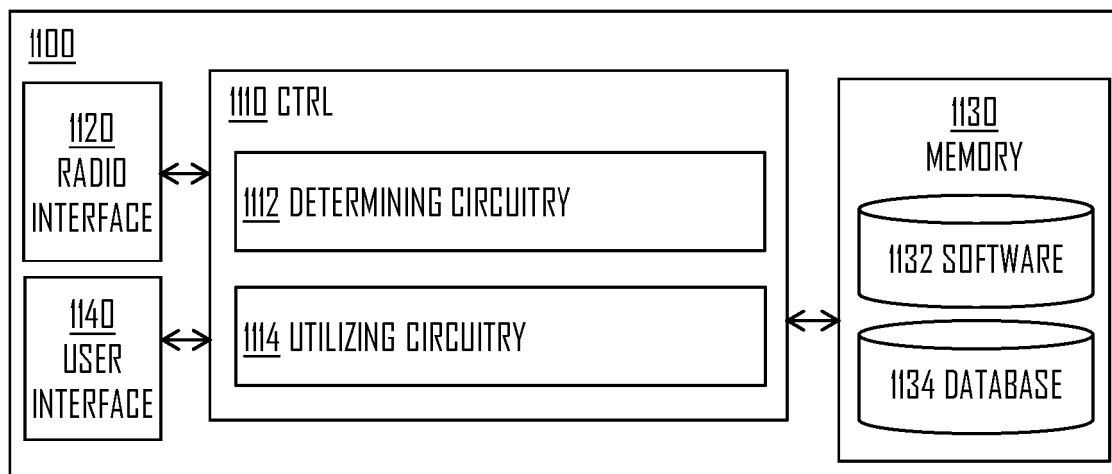 1100
1120
RADIO
INTERFACE
1140
USER
INTERFACE
1110 CTRL
1112 DETERMINING CIRCUITRY
1114 UTILIZING CIRCUITRY
1130
MEMORY
1132 SOFTWARE
1134 DATABASE